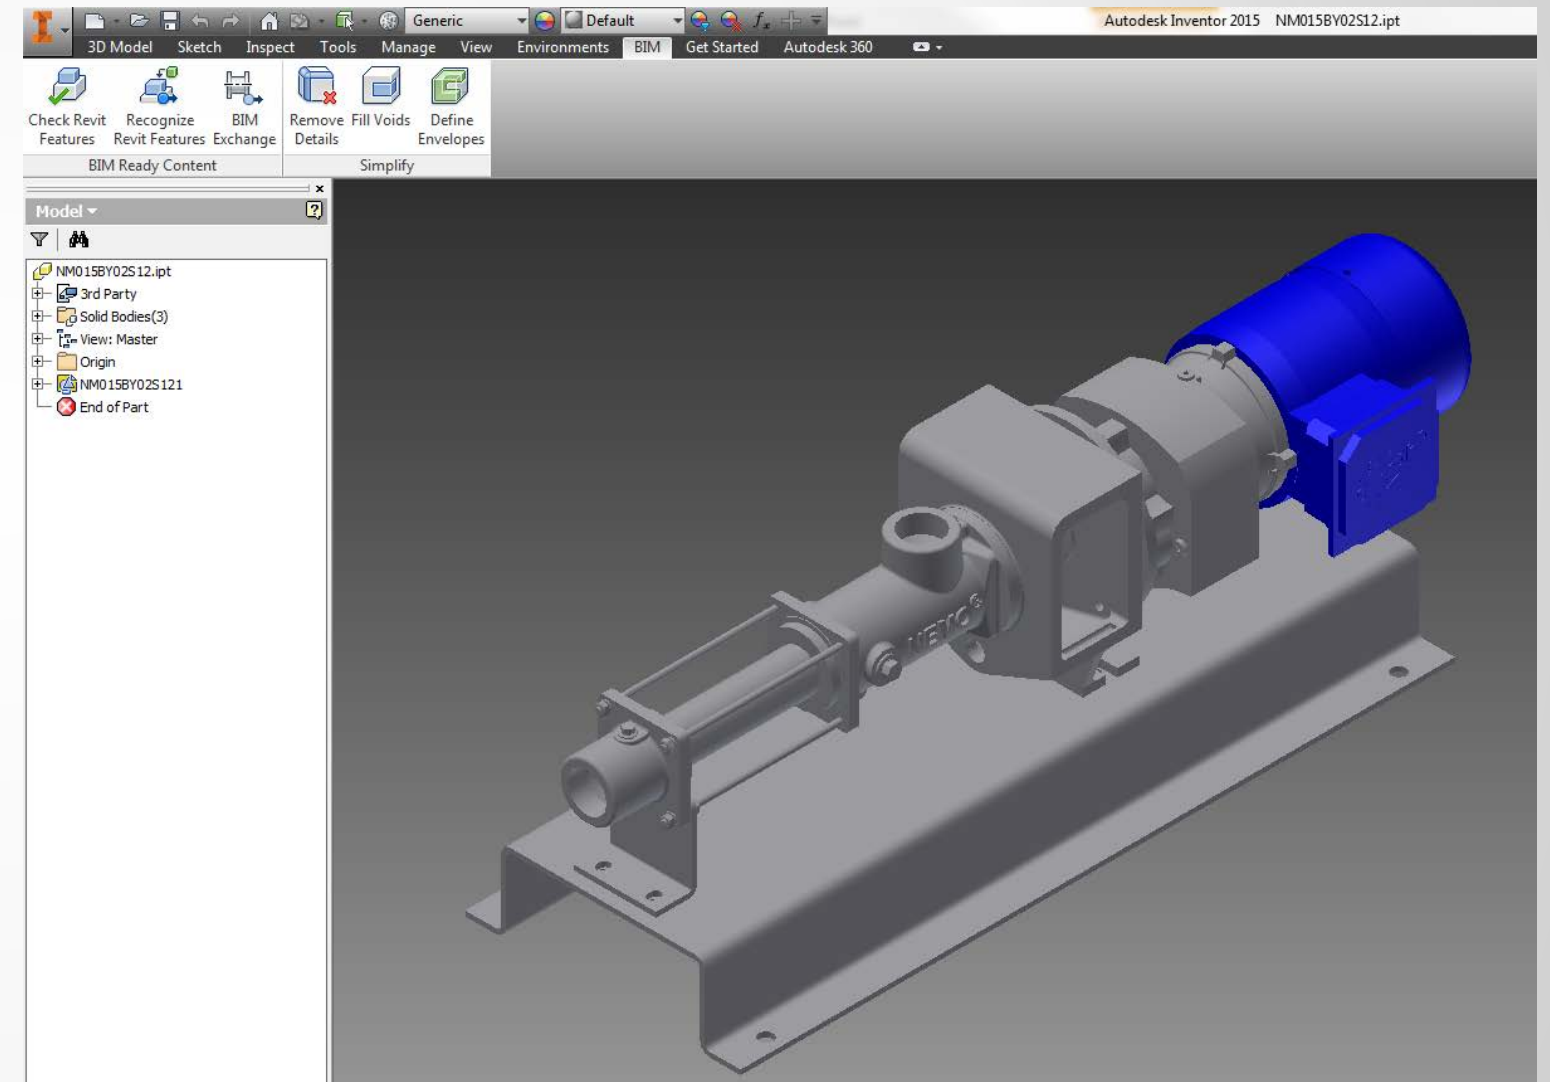 Generic
Default
fx
Autodesk Inventor 2015 NM015BY02S12.ipt
3D Model Sketch Inspect Tools Manage View Environments BIM Get Started Autodesk 360
Check Revit Features
Recognize Revit Features
BIM Exchange
Remove Details
Fill Voids
Define Envelopes
BIM Ready Content
Simplify
Model
NM015BY02S12.ipt
3rd Party
Solid Bodies(3)
View: Master
Origin
NM015BY02S121
End of Part
NEMO®